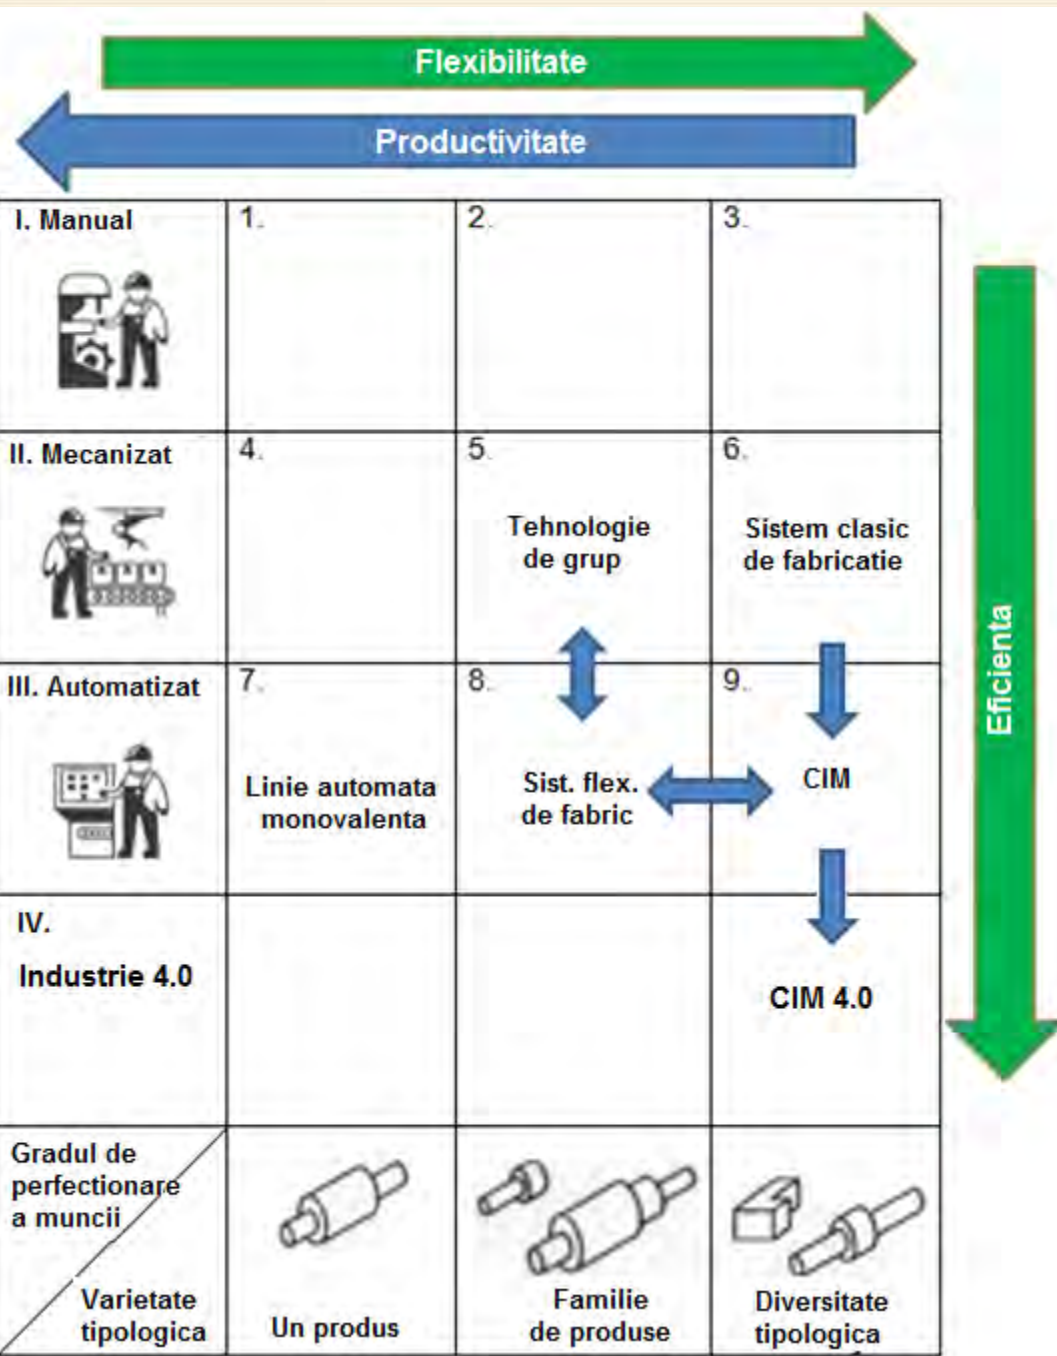 Flexibilitate
Productivitate
I. Manual
1.
2.
3.
II. Mecanizat
4.
5.
6.
Tehnologie
de grup
Sistem clasic
de fabricatie
III. Automatizat
7.
8.
9.
Linie automata
monovalenta
Sist. flex.
de fabric
CIM
Eficienta
IV.
Industrie 4.0
CIM 4.0
Gradul de
perfectionare
a muncii
Varietate
tipologica
Un produs
Familie
de produse
Diversitate
tipologica